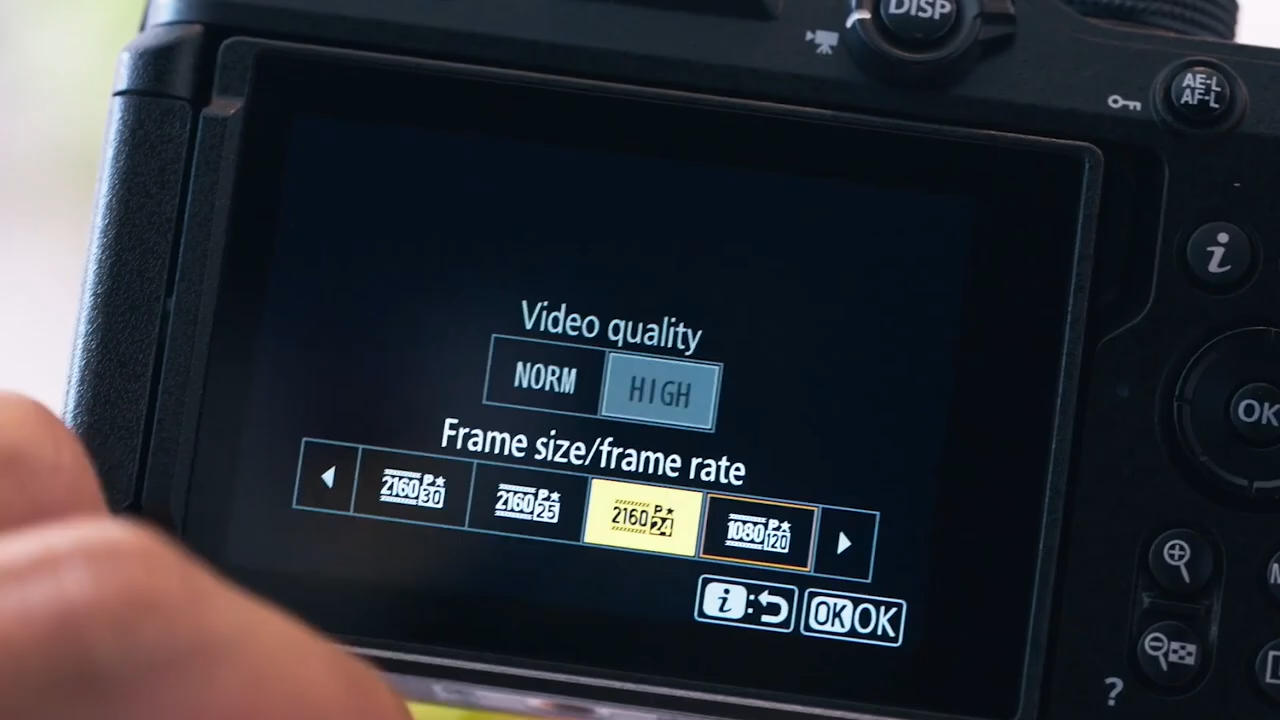 DISP
AE-L
AF-L
i
OK
Video quality
NORM HIGH
Frame size/frame rate
2160 P★ 30 2160 P★ 25 2160 P★ 24 1080 P★ 120
i : OK OK
?